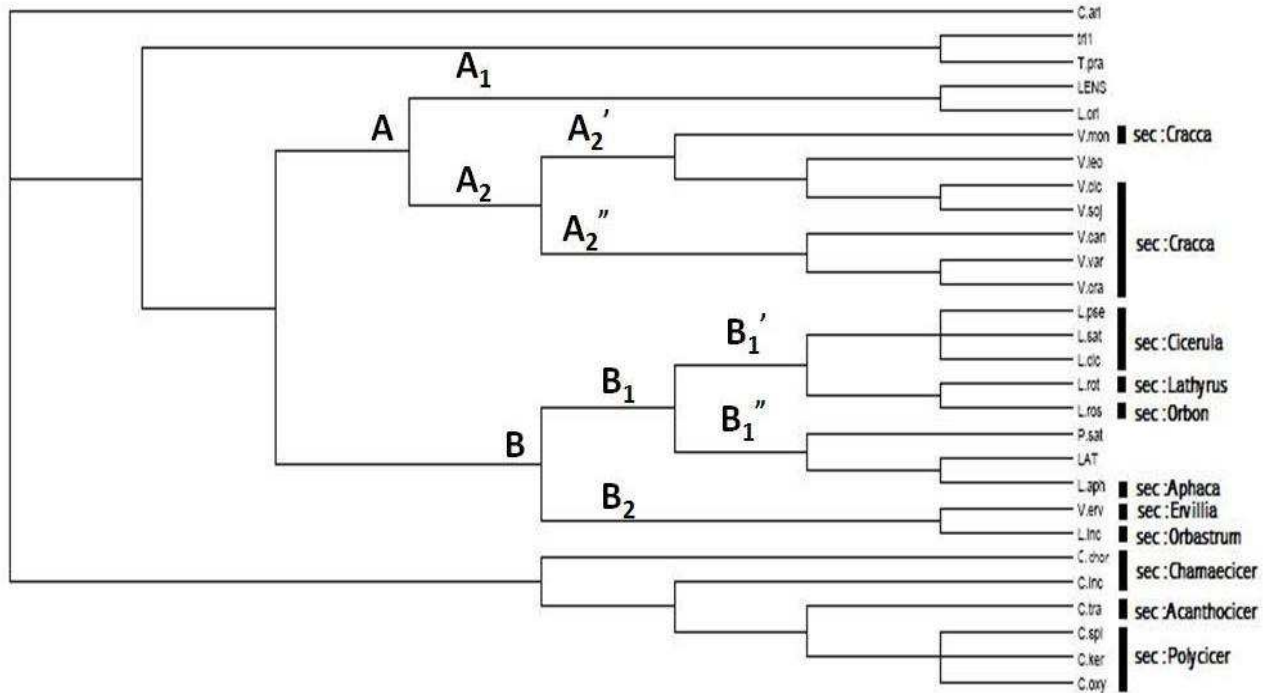 C.ari
tri1
T.pra
A₁
LENS
L.ori
A
A₂’
V.mon sec:Cracca
V.leo
A₂
V.cic
V.soj
A₂”
V.can sec:Cracca
V.var
V.cra
L.pse
B₁’
L.sat sec:Cicerula
L.cic
B₁
L.rot sec:Lathyrus
L.ros sec:Orbon
B₁”
P.sat
B
LAT
L.aph sec:Aphaca
B₂
V.erv sec:Ervillia
L.inc sec:Orbastrum
C.chor
sec:Chamaecicer
C.inc
C.tra sec:Acanthocicer
C.spi
C.ker sec:Polycicer
C.oxy